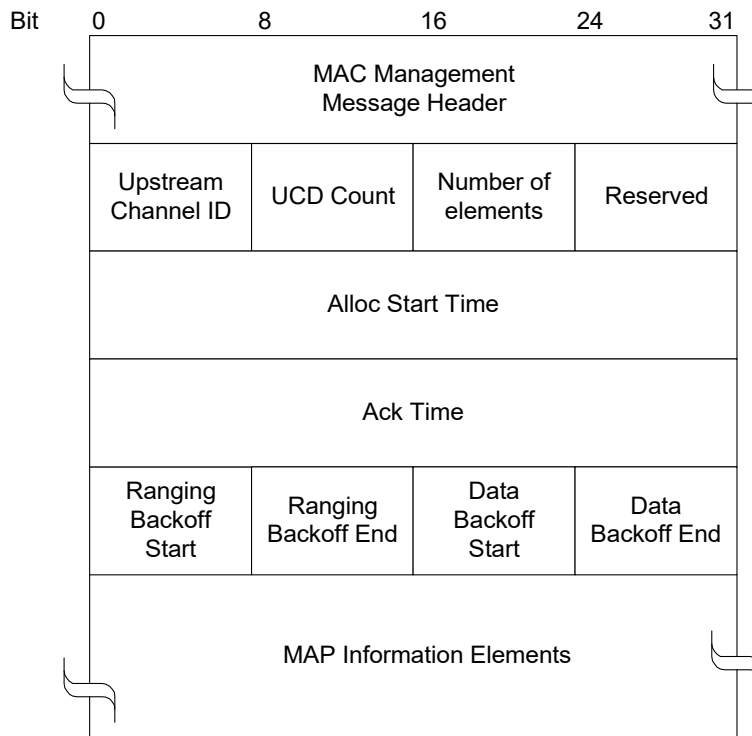 Bit 0 8 16 24 31
MAC Management
Message Header
Upstream
Channel ID
UCD Count
Number of
elements
Reserved
Alloc Start Time
Ack Time
Ranging
Backoff
Start
Ranging
Backoff End
Data
Backoff
Start
Data
Backoff End
MAP Information Elements